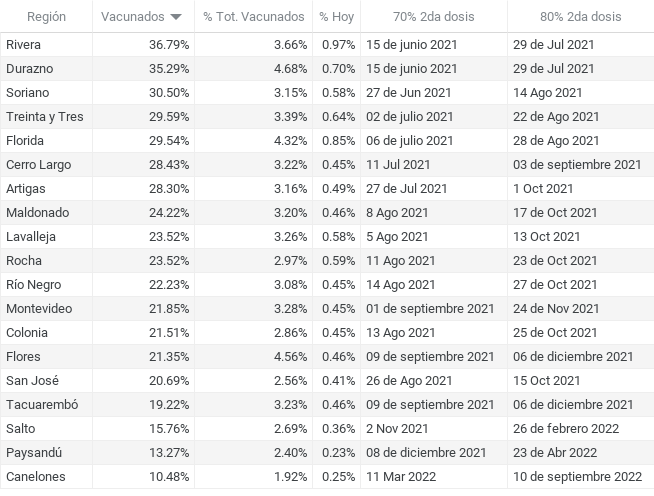 Región Vacunados % Tot. Vacunados % Hoy 70% 2da dosis 80% 2da dosis
Rivera 36.79% 3.66% 0.97% 15 de junio 2021 29 de Jul 2021
Durazno 35.29% 4.68% 0.70% 15 de junio 2021 29 de Jul 2021
Soriano 30.50% 3.15% 0.58% 27 de Jun 2021 14 Ago 2021
Treinta y Tres 29.59% 3.39% 0.64% 02 de julio 2021 22 de Ago 2021
Florida 29.54% 4.32% 0.85% 06 de julio 2021 28 de Ago 2021
Cerro Largo 28.43% 3.22% 0.45% 11 Jul 2021 03 de septiembre 2021
Artigas 28.30% 3.16% 0.49% 27 de Jul 2021 1 Oct 2021
Maldonado 24.22% 3.20% 0.46% 8 Ago 2021 17 de Oct 2021
Lavalleja 23.52% 3.26% 0.58% 5 Ago 2021 13 Oct 2021
Rocha 23.52% 2.97% 0.59% 11 Ago 2021 23 de Oct 2021
Río Negro 22.23% 3.08% 0.45% 14 Ago 2021 27 de Oct 2021
Montevideo 21.85% 3.28% 0.45% 01 de septiembre 2021 24 de Nov 2021
Colonia 21.51% 2.86% 0.45% 13 Ago 2021 25 de Oct 2021
Flores 21.35% 4.56% 0.46% 09 de septiembre 2021 06 de diciembre 2021
San José 20.69% 2.56% 0.41% 26 de Ago 2021 15 Oct 2021
Tacuarembó 19.22% 3.23% 0.46% 09 de septiembre 2021 06 de diciembre 2021
Salto 15.76% 2.69% 0.36% 2 Nov 2021 26 de febrero 2022
Paysandú 13.27% 2.40% 0.23% 08 de diciembre 2021 23 de Abr 2022
Canelones 10.48% 1.92% 0.25% 11 Mar 2022 10 de septiembre 2022